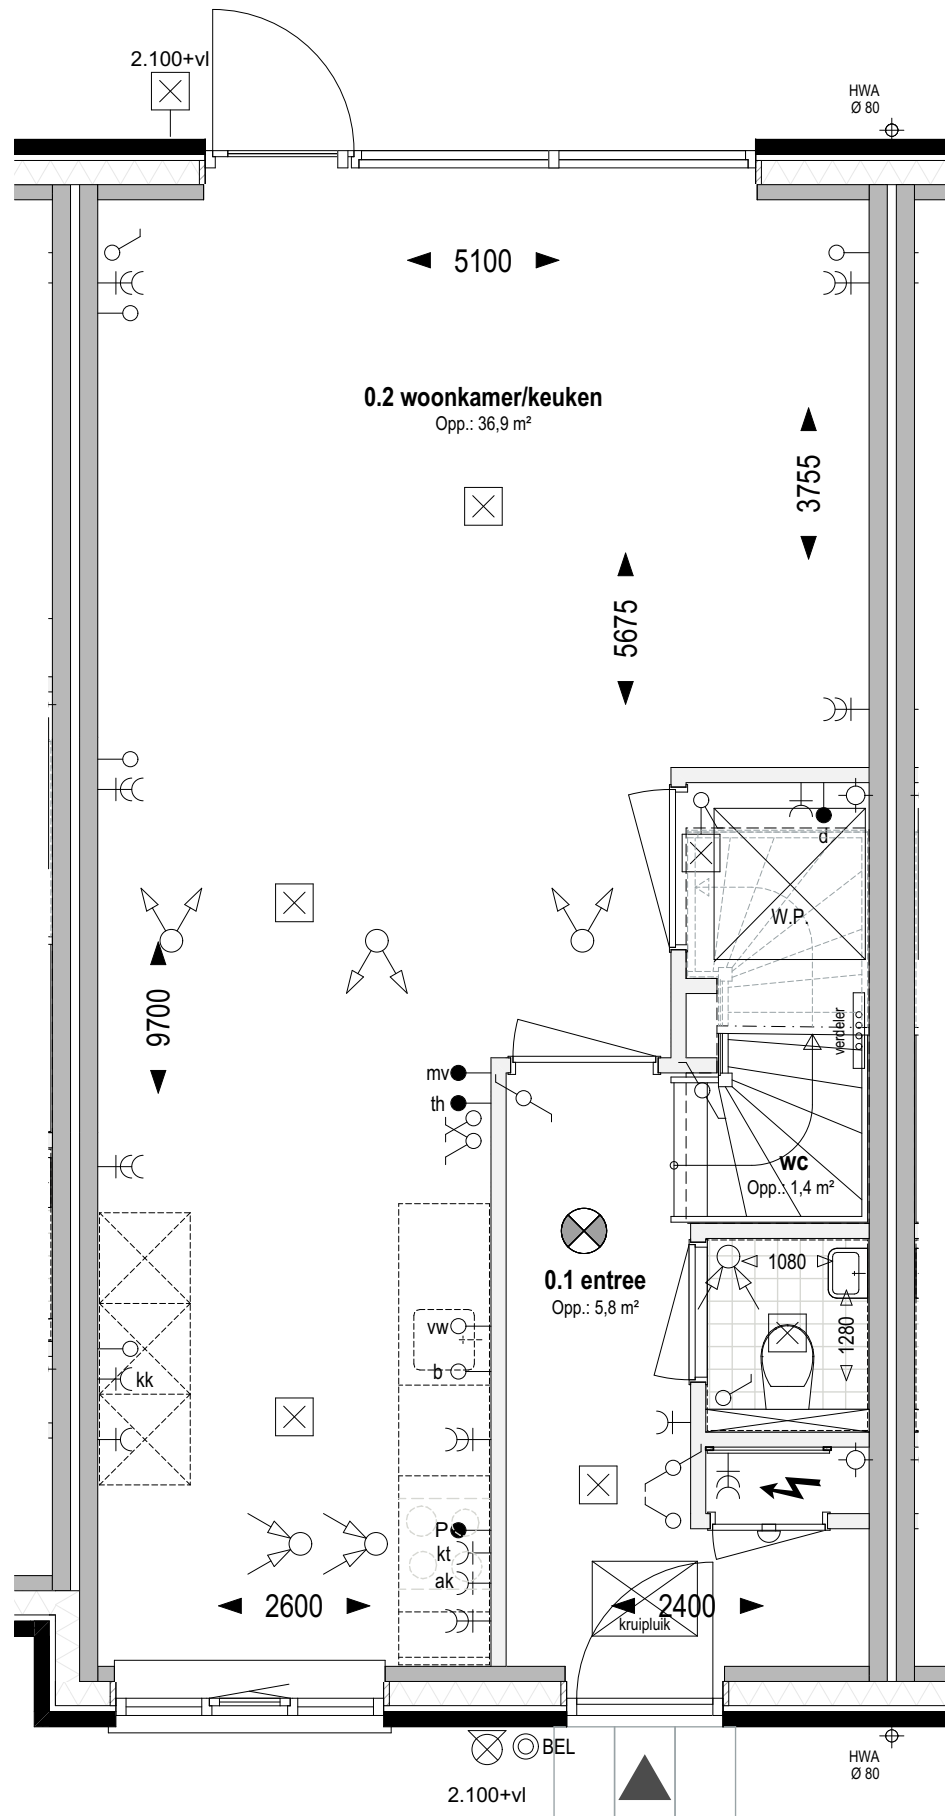 2.100+vl
HWA
Ø 80
5100
0.2 woonkamer/keuken
Opp.: 36,9 m²
3755
5675
d
W.P.
9700
verdeler
mv
th
wc
Opp.: 1,4 m²
1080
0.1 entree
Opp.: 5,8 m²
vw
1280
b
kk
P
kt
ak
2600
2400
kruipluik
BEL
2.100+vl
HWA
Ø 80